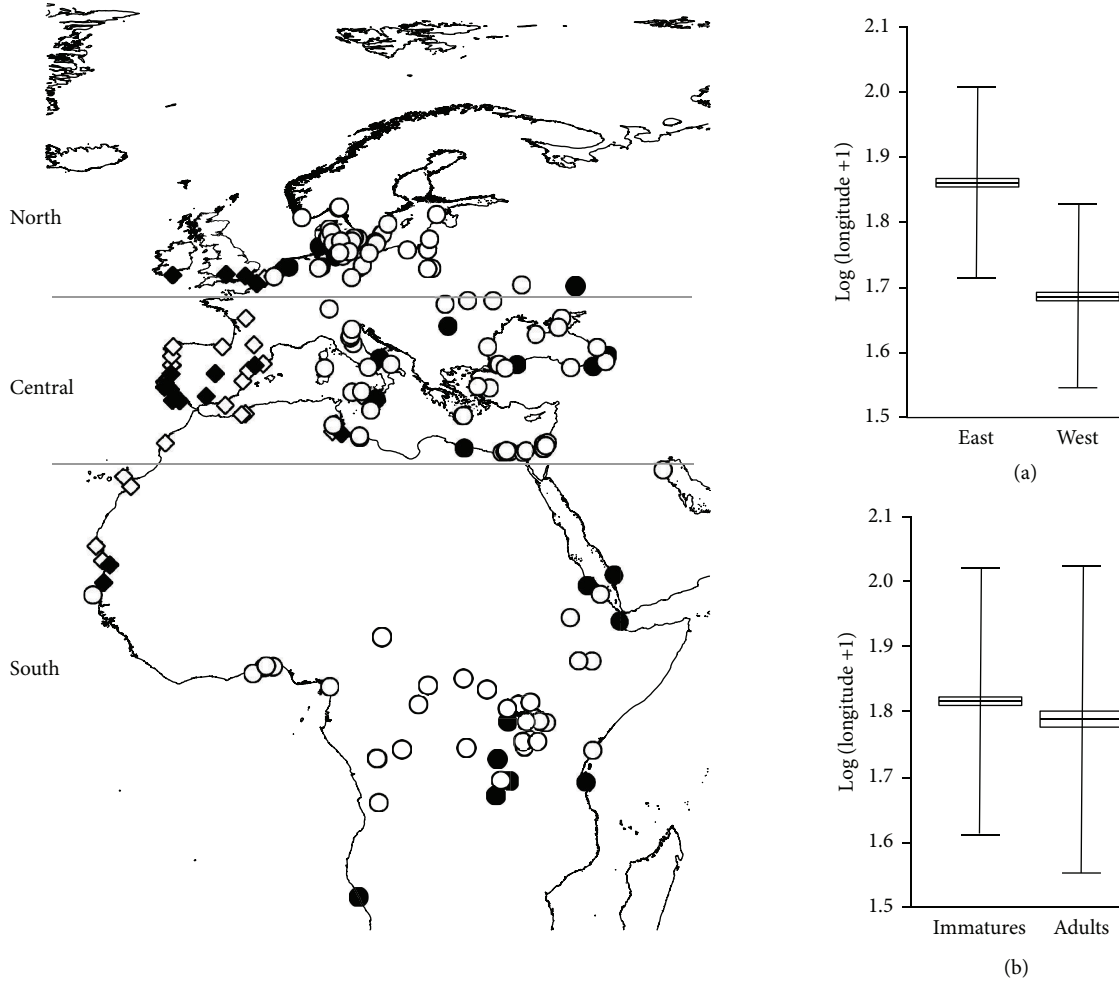 North
Central
South
2.1
2.0
1.9
1.8
1.7
1.6
1.5
Log (longitude +1)
East
West
(a)
2.1
2.0
1.9
1.8
1.7
1.6
1.5
Log (longitude +1)
Immatures
Adults
(b)